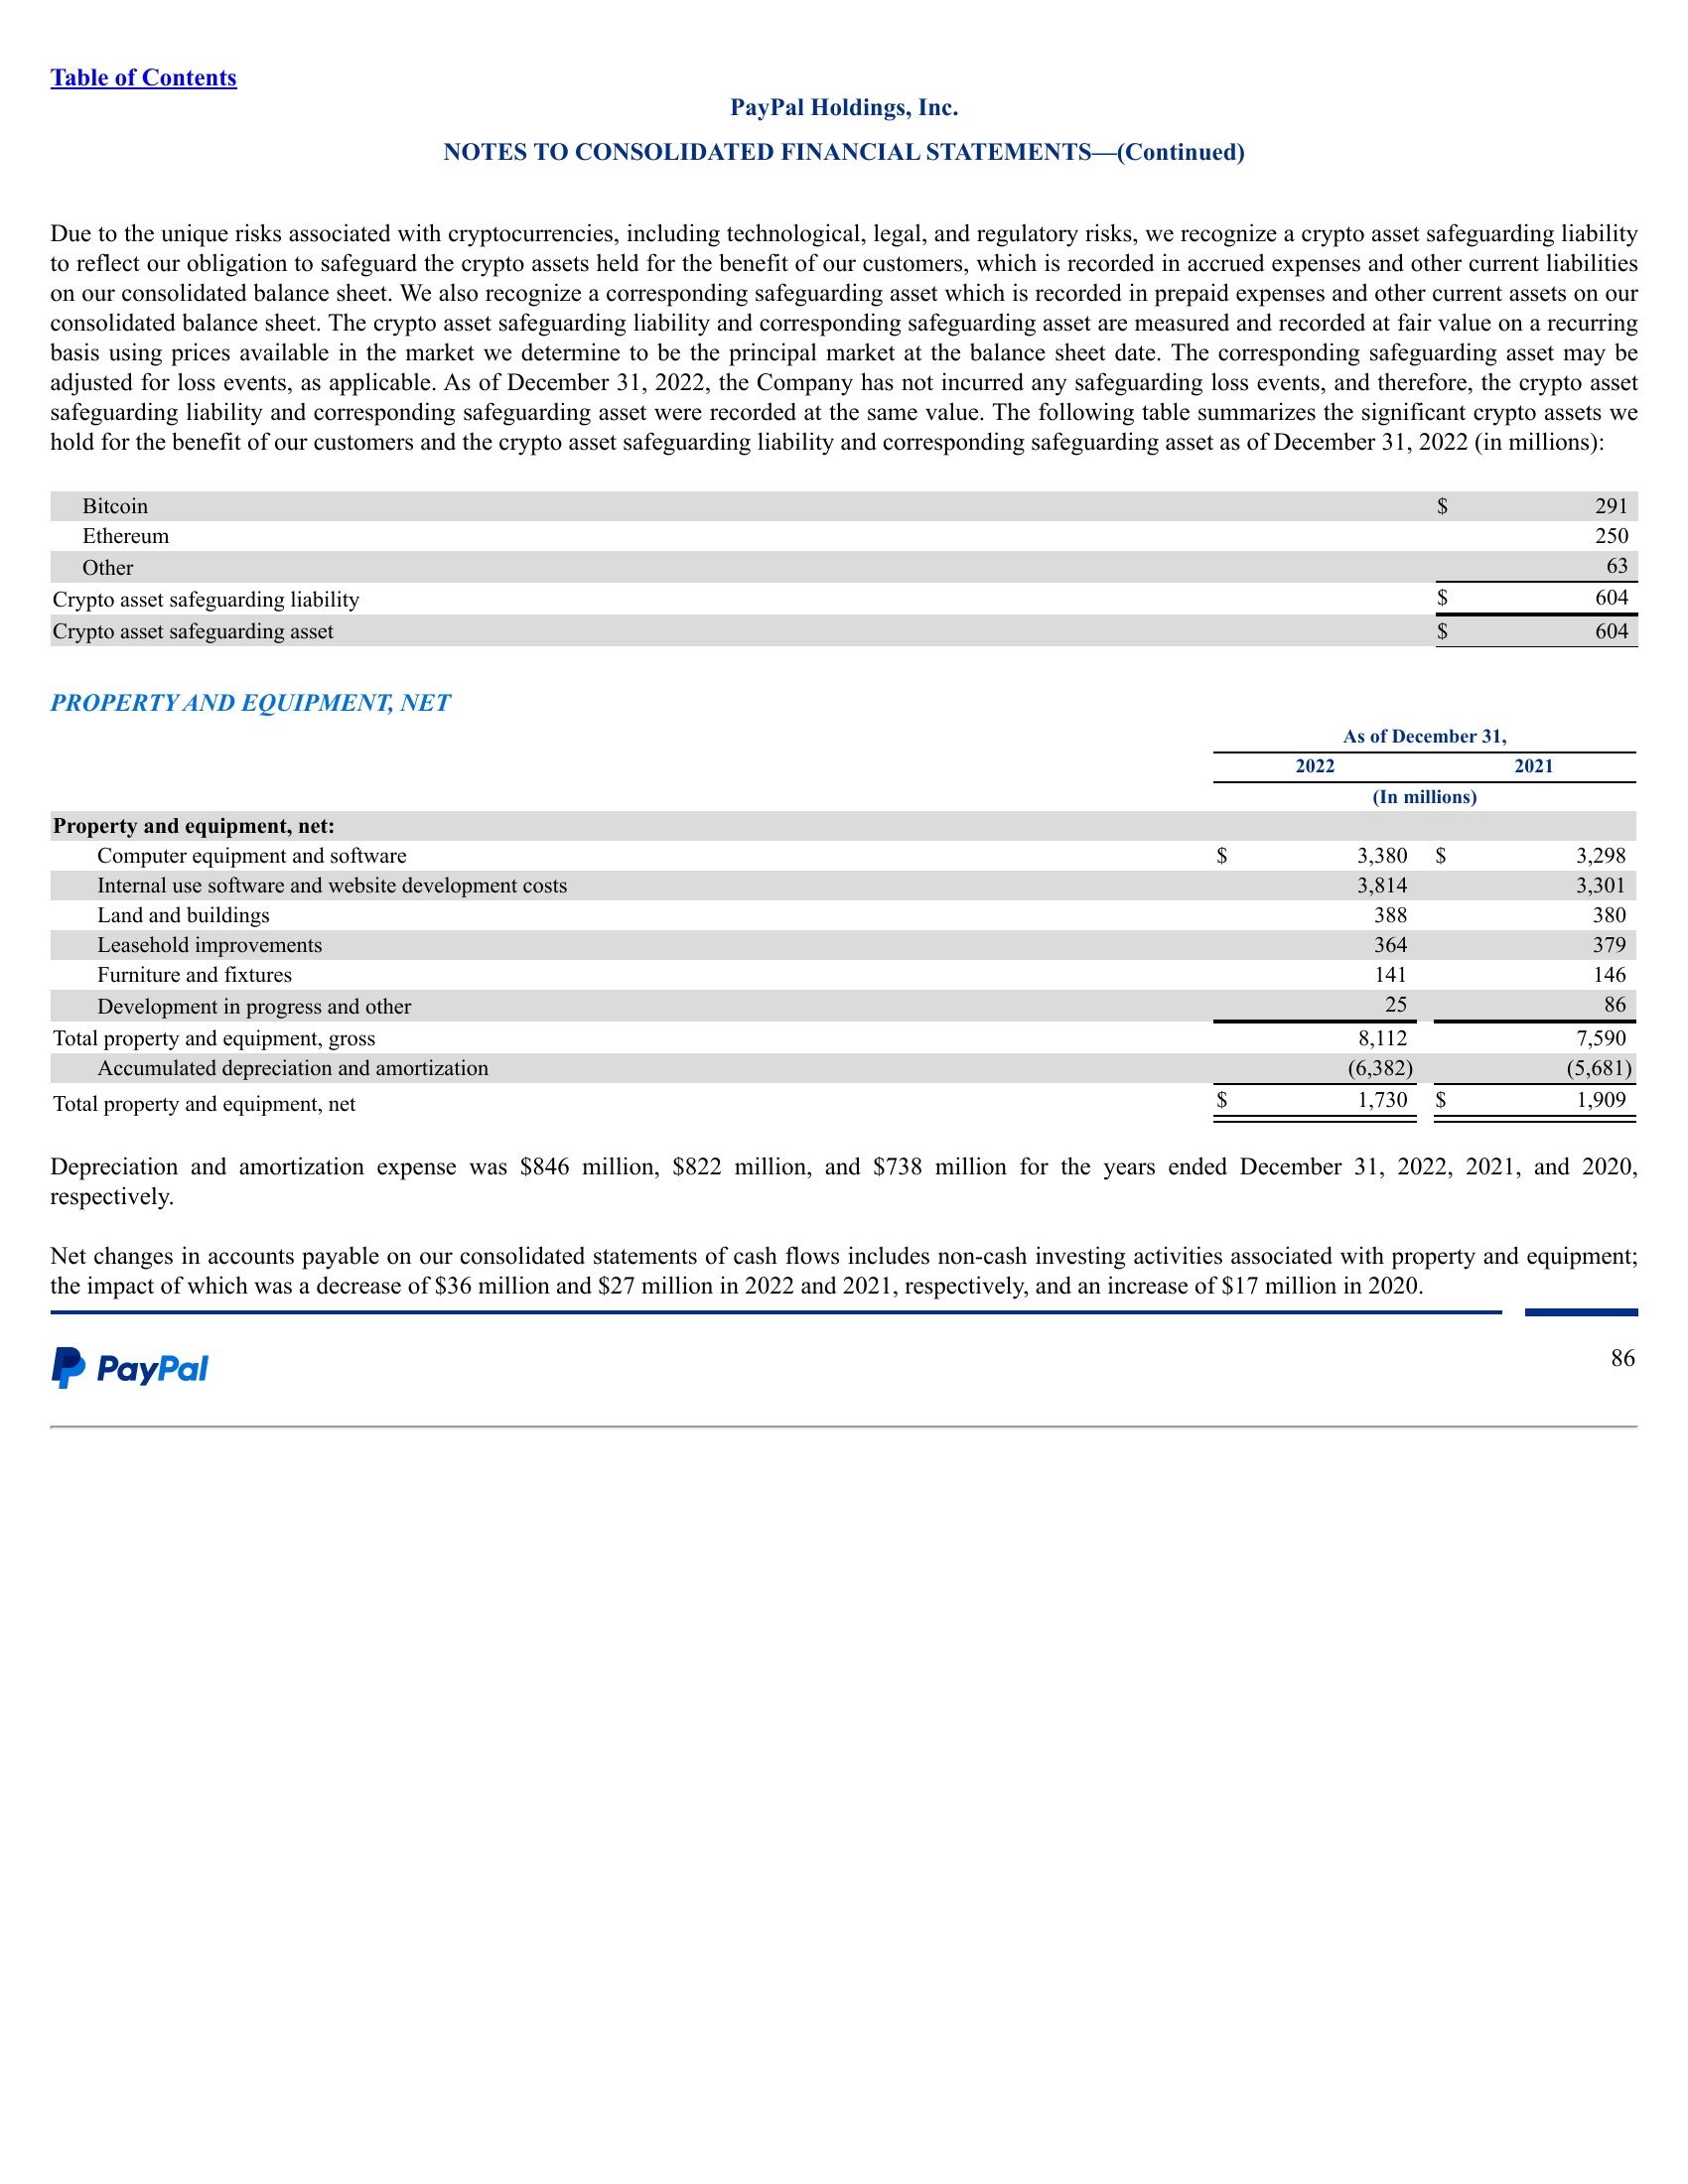 Table of Contents
PayPal Holdings, Inc.
NOTES TO CONSOLIDATED FINANCIAL STATEMENTS—(Continued)
Due to the unique risks associated with cryptocurrencies, including technological, legal, and regulatory risks, we recognize a crypto asset safeguarding liability
to reflect our obligation to safeguard the crypto assets held for the benefit of our customers, which is recorded in accrued expenses and other current liabilities
on our consolidated balance sheet. We also recognize a corresponding safeguarding asset which is recorded in prepaid expenses and other current assets on our
consolidated balance sheet. The crypto asset safeguarding liability and corresponding safeguarding asset are measured and recorded at fair value on a recurring
basis using prices available in the market we determine to be the principal market at the balance sheet date. The corresponding safeguarding asset may be
adjusted for loss events, as applicable. As of December 31, 2022, the Company has not incurred any safeguarding loss events, and therefore, the crypto asset
safeguarding liability and corresponding safeguarding asset were recorded at the same value. The following table summarizes the significant crypto assets we
hold for the benefit of our customers and the crypto asset safeguarding liability and corresponding safeguarding asset as of December 31, 2022 (in millions):
Bitcoin $ 291
Ethereum 250
Other 63
Crypto asset safeguarding liability $ 604
Crypto asset safeguarding asset $ 604
PROPERTY AND EQUIPMENT, NET
As of December 31,
2022 2021
(In millions)
Property and equipment, net:
Computer equipment and software $ 3,380 $ 3,298
Internal use software and website development costs 3,814 3,301
Land and buildings 388 380
Leasehold improvements 364 379
Furniture and fixtures 141 146
Development in progress and other 25 86
Total property and equipment, gross 8,112 7,590
Accumulated depreciation and amortization (6,382) (5,681)
Total property and equipment, net $ 1,730 $ 1,909
Depreciation and amortization expense was $846 million, $822 million, and $738 million for the years ended December 31, 2022, 2021, and 2020,
respectively.
Net changes in accounts payable on our consolidated statements of cash flows includes non-cash investing activities associated with property and equipment;
the impact of which was a decrease of $36 million and $27 million in 2022 and 2021, respectively, and an increase of $17 million in 2020.
PayPal 86